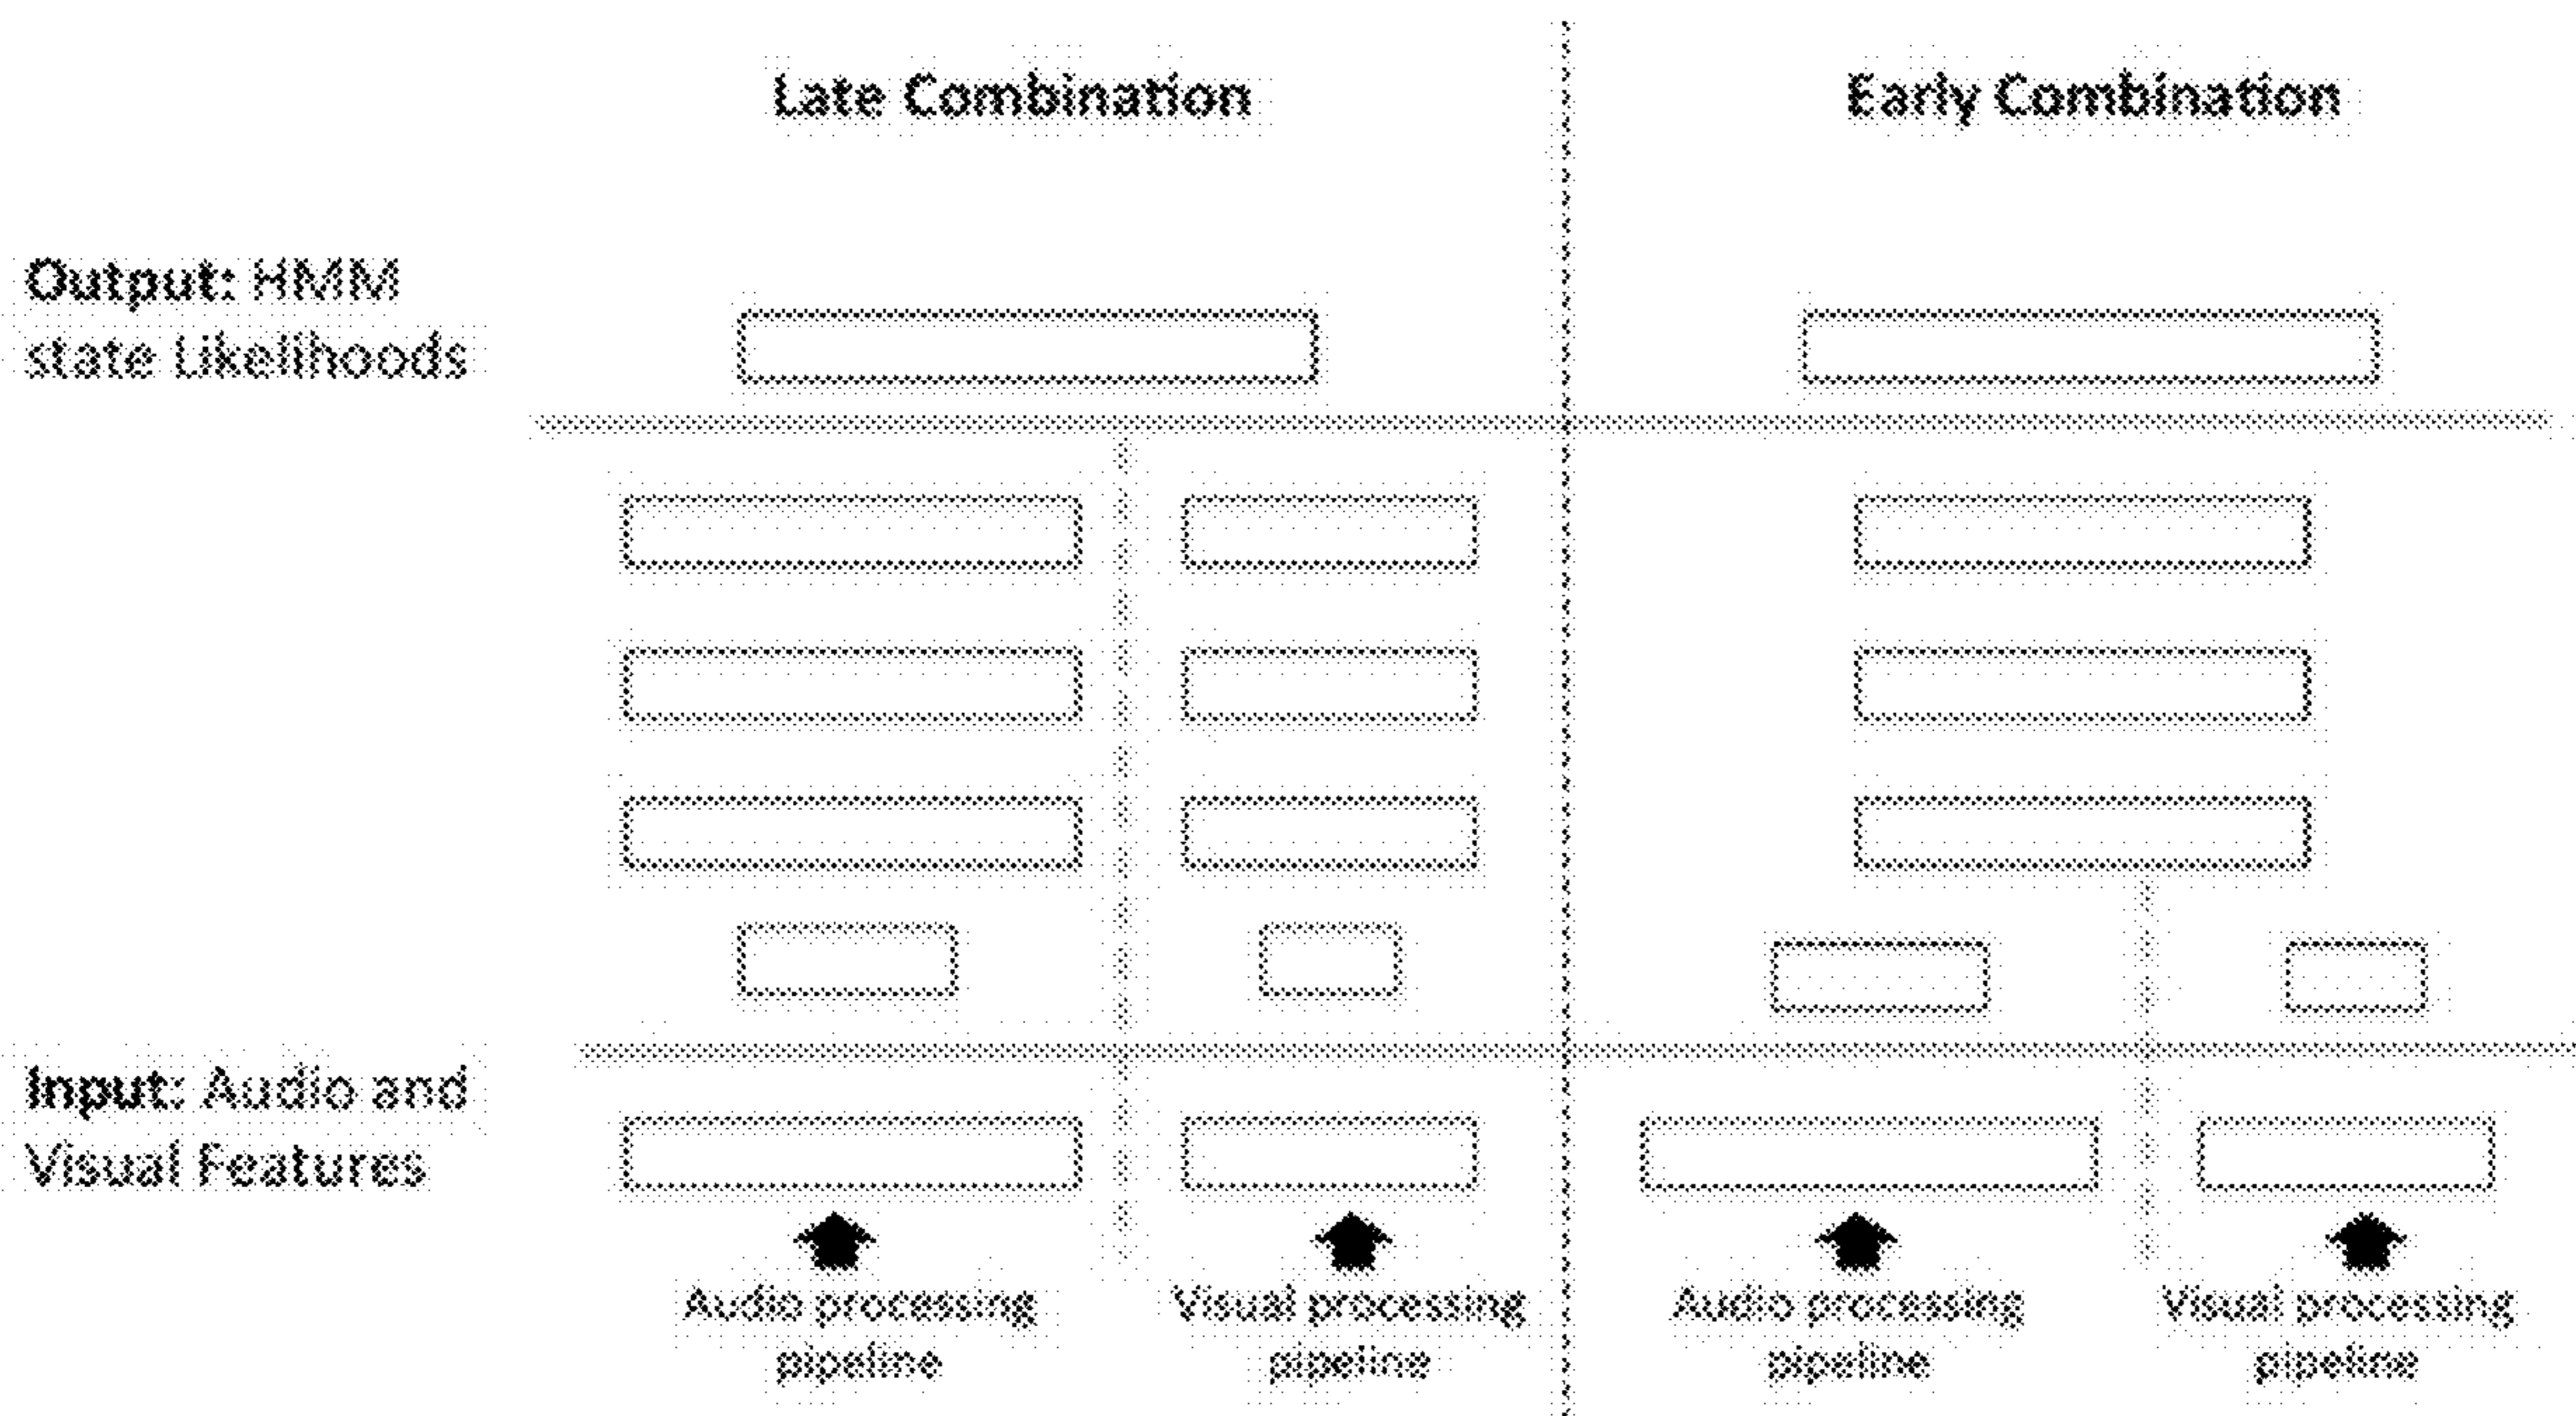 Late Combination
Early Combination
Output: HMM
state Likelihoods
Input: Audio and
Visual Features
Audio processing
pipeline
Visual processing
pipeline
Audio processing
pipeline
Visual processing
pipeline